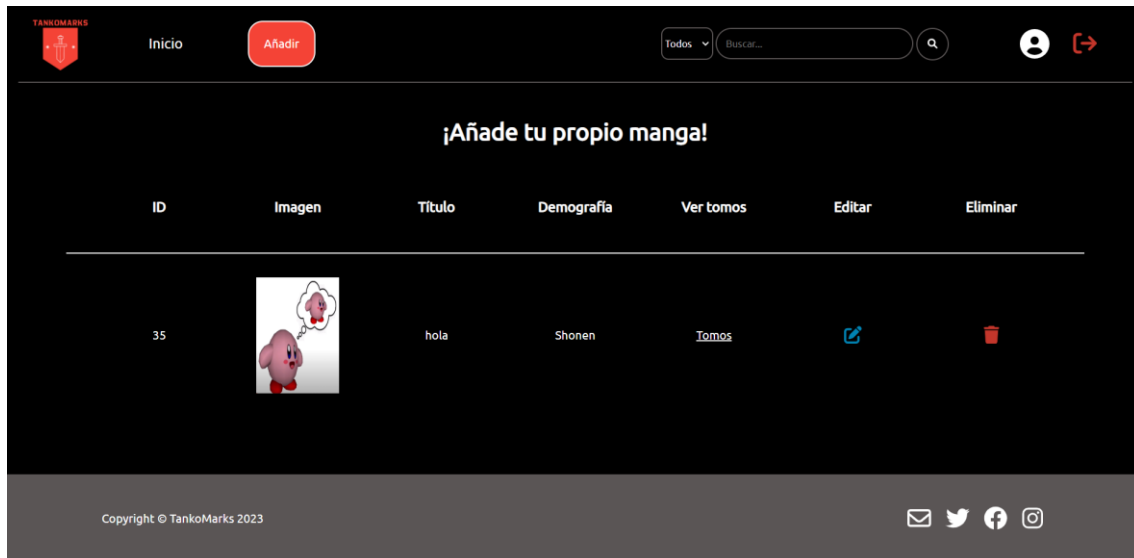 TANKOMARKS
Inicio
Añadir
Todos
Buscar...
¡Añade tu propio manga!
ID Imagen Título Demografía Ver tomos Editar Eliminar
35 hola Shonen Tomos
Copyright © TankoMarks 2023